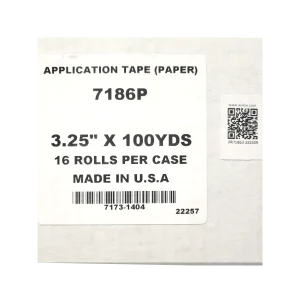 APPLICATION TAPE (PAPER)
7186P
3.25" X 100YDS
16 ROLLS PER CASE
MADE IN U.S.A
7173-1404
22257